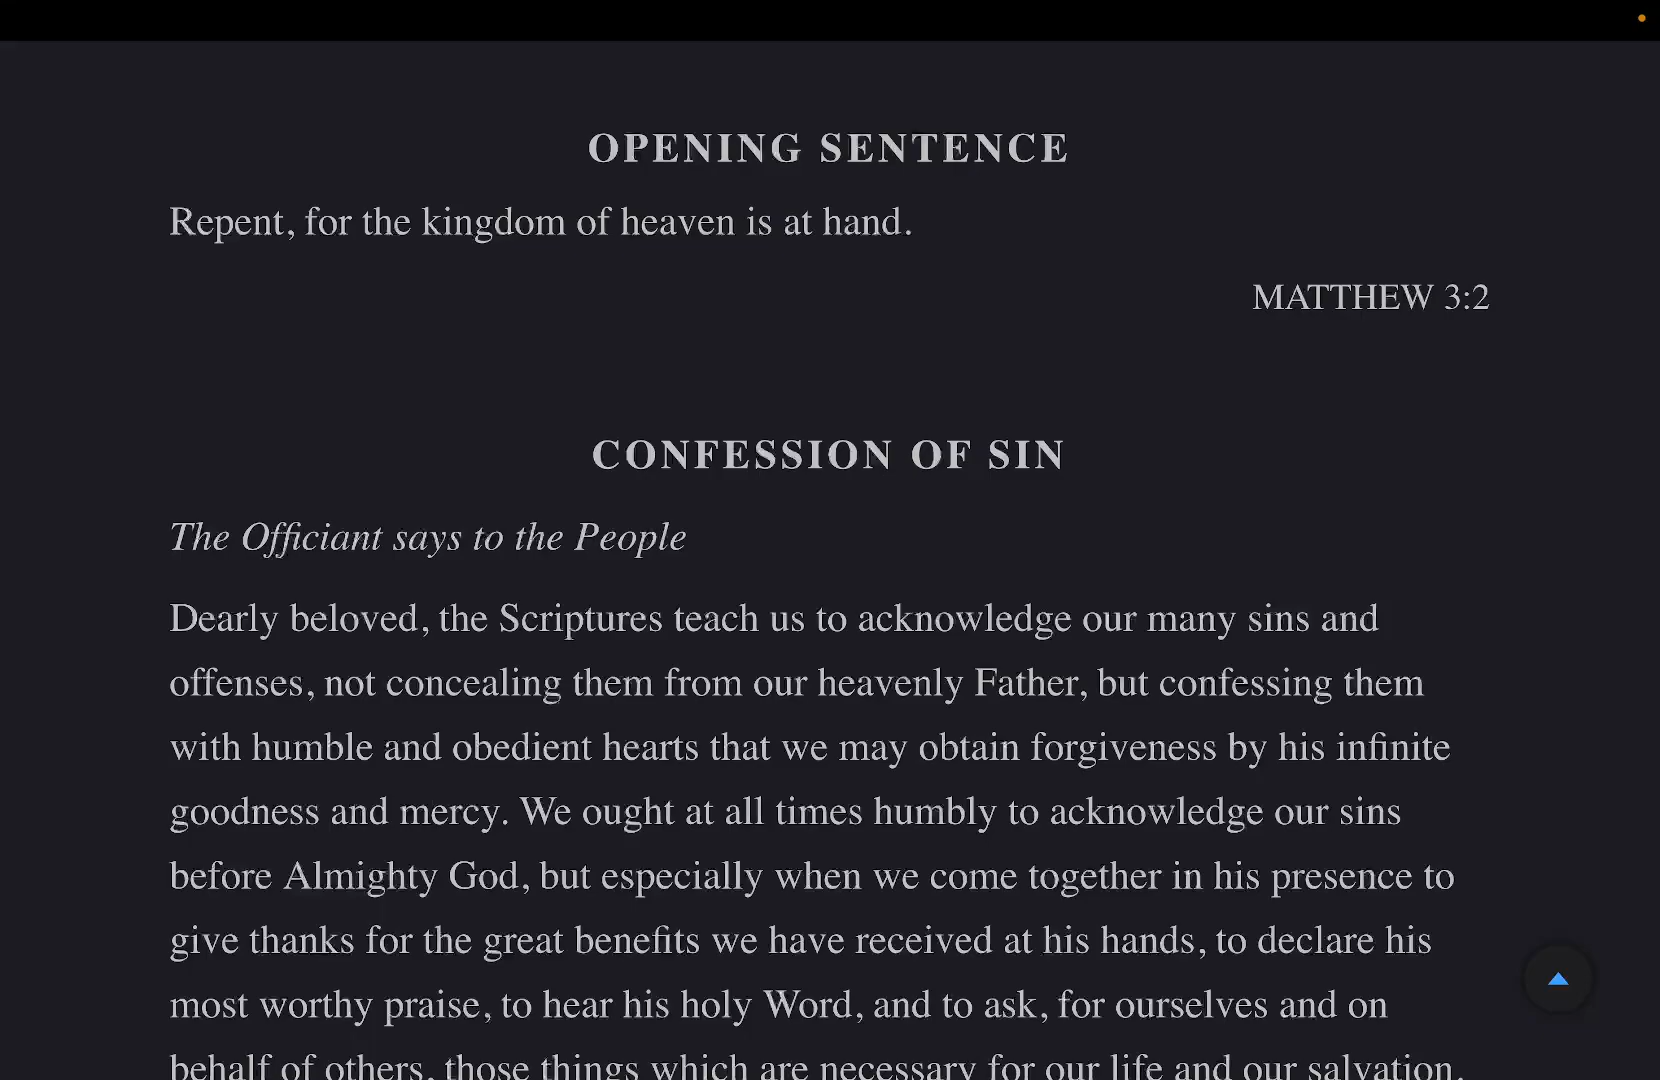 OPENING SENTENCE
Repent, for the kingdom of heaven is at hand.
MATTHEW 3:2
CONFESSION OF SIN
The Officiant says to the People
Dearly beloved, the Scriptures teach us to acknowledge our many sins and
offenses, not concealing them from our heavenly Father, but confessing them
with humble and obedient hearts that we may obtain forgiveness by his infinite
goodness and mercy. We ought at all times humbly to acknowledge our sins
before Almighty God, but especially when we come together in his presence to
give thanks for the great benefits we have received at his hands, to declare his
most worthy praise, to hear his holy Word, and to ask, for ourselves and on
behalf of others, those things which are necessary for our life and our salvation.